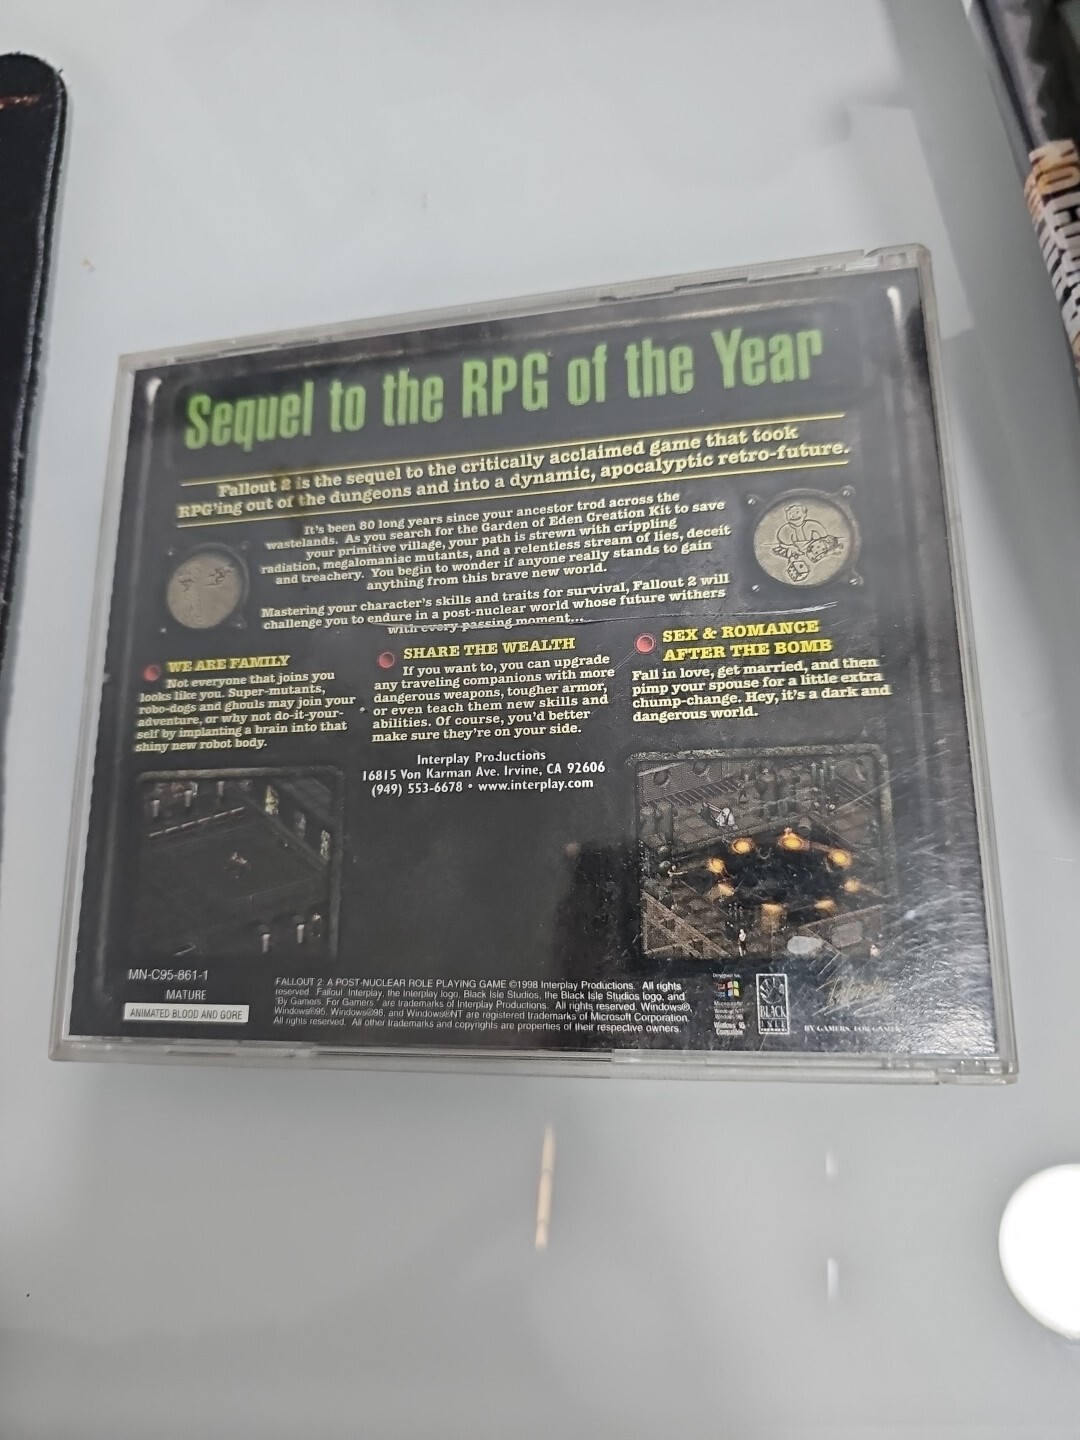 Sequel to the RPG of the Year
Fallout 2 is the sequel to the critically acclaimed game that took
RPG'ing out of the dungeons and into a dynamic, apocalyptic retro-future.
It's been 80 long years since your ancestor trod across the
wastelands. As you search for the Garden of Eden Creation Kit to save
your primitive village, your path is strewn with crippling
radiation, megalomaniac mutants, and a relentless stream of lies, deceit
and treachery. You begin to wonder if anyone really stands to gain
anything from this brave new world.
Mastering your character's skills and traits for survival, Fallout 2 will
challenge you to endure in a post-nuclear world whose future withers
with every passing moment...
WE ARE FAMILY
Not everyone that joins you
looks like you. Super-mutants,
robo-dogs and ghouls may join your
adventure, or why not do-it-your-
self by implanting a brain into that
shiny new robot body.
SHARE THE WEALTH
If you want to, you can upgrade
any traveling companions with more
dangerous weapons, tougher armor,
or even teach them new skills and
abilities. Of course, you'd better
make sure they're on your side.
SEX & ROMANCE
AFTER THE BOMB
Fall in love, get married, and then
pimp your spouse for a little extra
chump-change. Hey, it's a dark and
dangerous world.
Interplay Productions
16815 Von Karman Ave. Irvine, CA 92606
(949) 553-6678 • www.interplay.com
MN-C95-861-1
MATURE
ANIMATED BLOOD AND GORE
FALLOUT 2: A POST-NUCLEAR ROLE PLAYING GAME ©1998 Interplay Productions. All rights
reserved. Fallout, Interplay, the Interplay logo, Black Isle Studios, the Black Isle Studios logo, and
"By Gamers. For Gamers." are trademarks of Interplay Productions. All rights reserved. Windows®,
Windows®95, Windows®98, and Windows®NT are registered trademarks of Microsoft Corporation.
All rights reserved. All other trademarks and copyrights are properties of their respective owners.
Designed for
Microsoft
Windows NT
Windows 98
Windows 95
Compatible
BLACK
ISLE
Interplay
BY GAMERS. FOR GAMERS.
NO